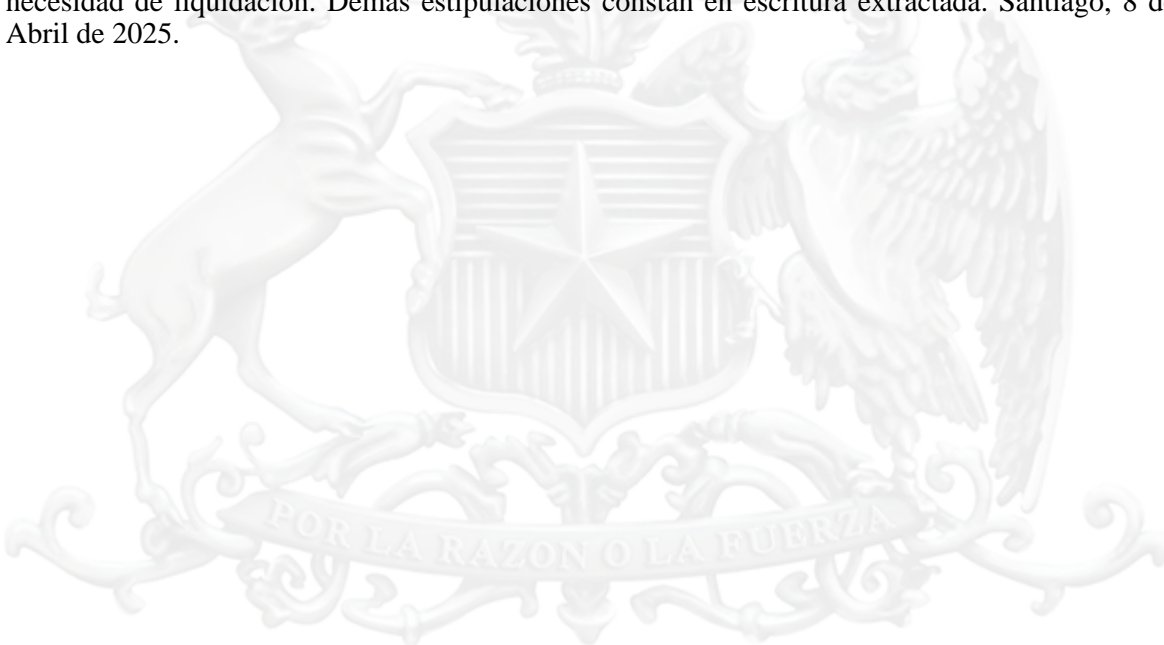 necesidad de liquidación. Demás estipulaciones constan en escritura extractada. Santiago, 8 d
Abril de 2025.
POR LA RAZON O LA FUERZA